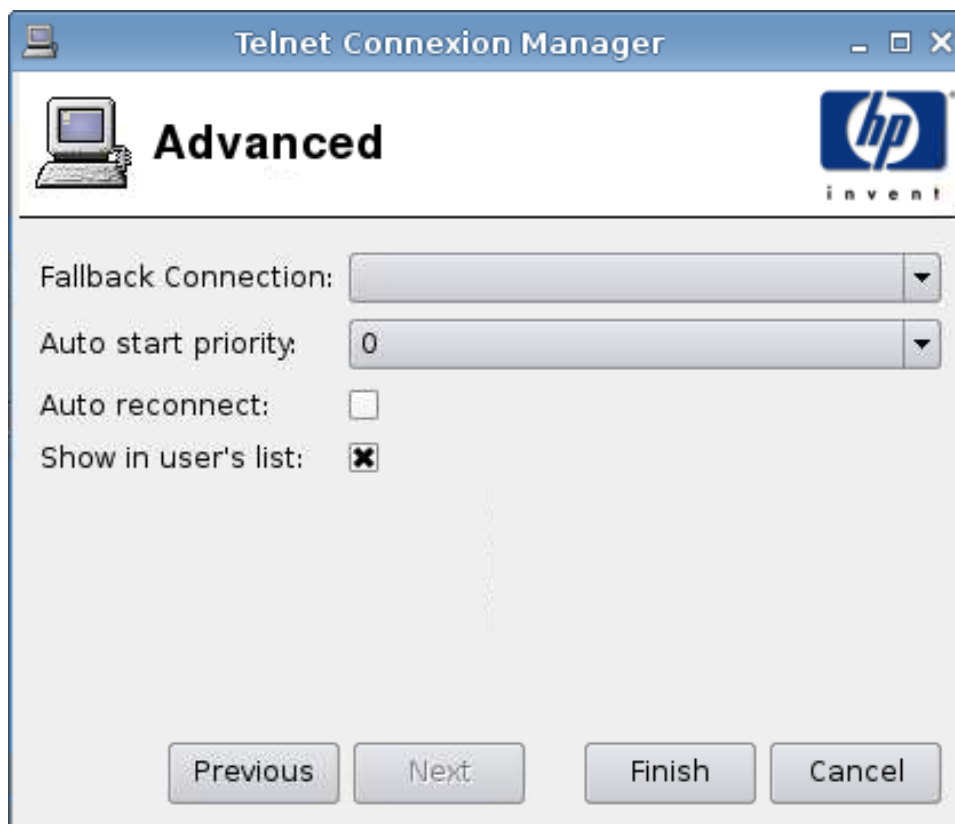 Telnet Connexion Manager
Advanced
hp
invent
Fallback Connection:
Auto start priority: 0
Auto reconnect:
Show in user's list:
Previous Next Finish Cancel